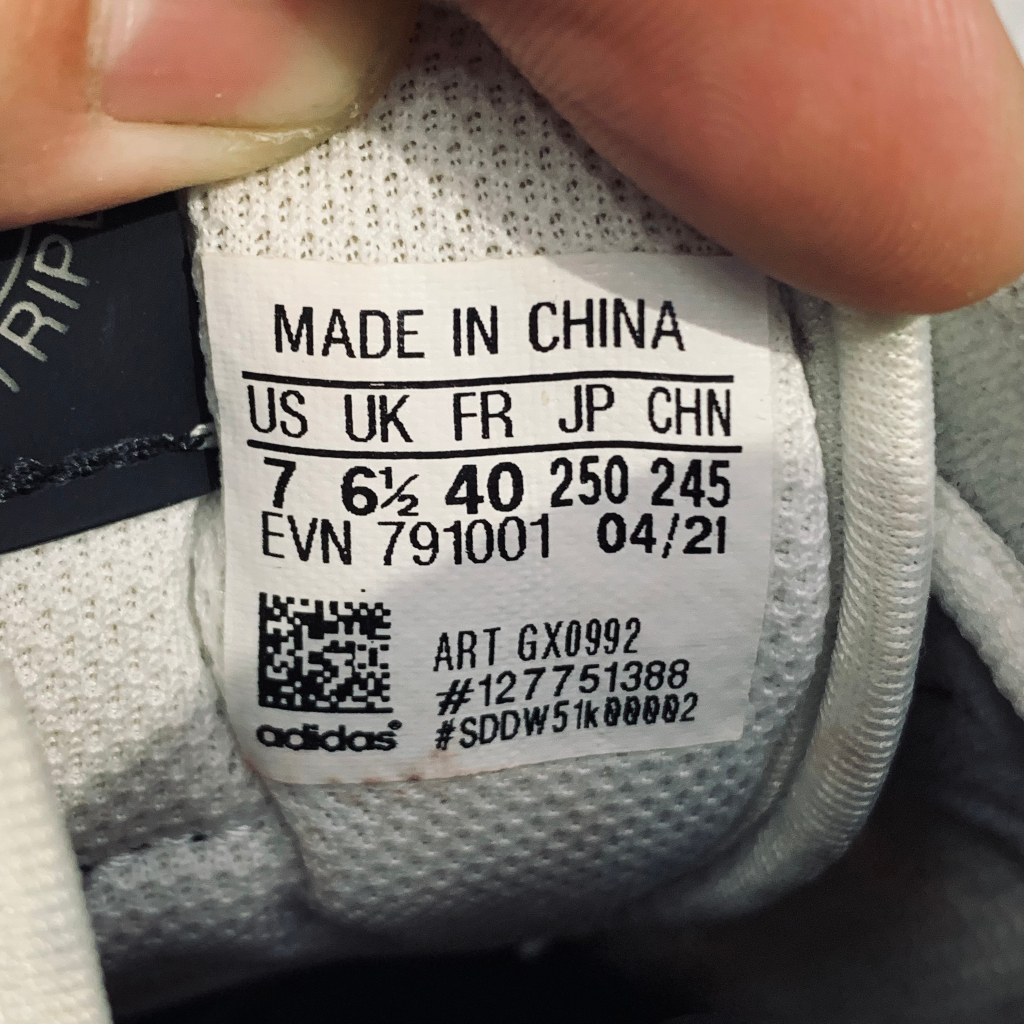 RIP
MADE IN CHINA
US UK FR JP CHN
7 6½ 40 250 245
EVN 791001 04/21
ART GX0992
#127751388
#SDDW51k00002
adidas®